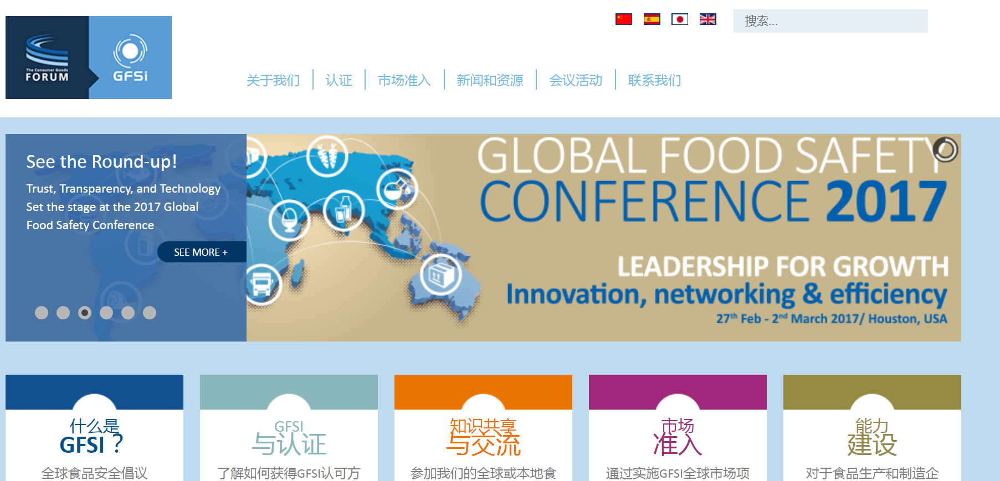 搜索...
The Consumer Goods
FORUM
GFSi
关于我们
认证
市场准入
新闻和资源
会议活动
联系我们
See the Round-up!
Trust, Transparency, and Technology
Set the stage at the 2017 Global
Food Safety Conference
SEE MORE +
GLOBAL FOOD SAFETY
CONFERENCE 2017
LEADERSHIP FOR GROWTH
Innovation, networking & efficiency
27th Feb - 2nd March 2017/ Houston, USA
什么是
GFSI ?
全球食品安全倡议
GFSI
与认证
了解如何获得GFSI认可方
知识共享
与交流
参加我们的全球或本地食
市场
准入
通过实施GFSI全球市场项
能力
建设
对于食品生产和制造企